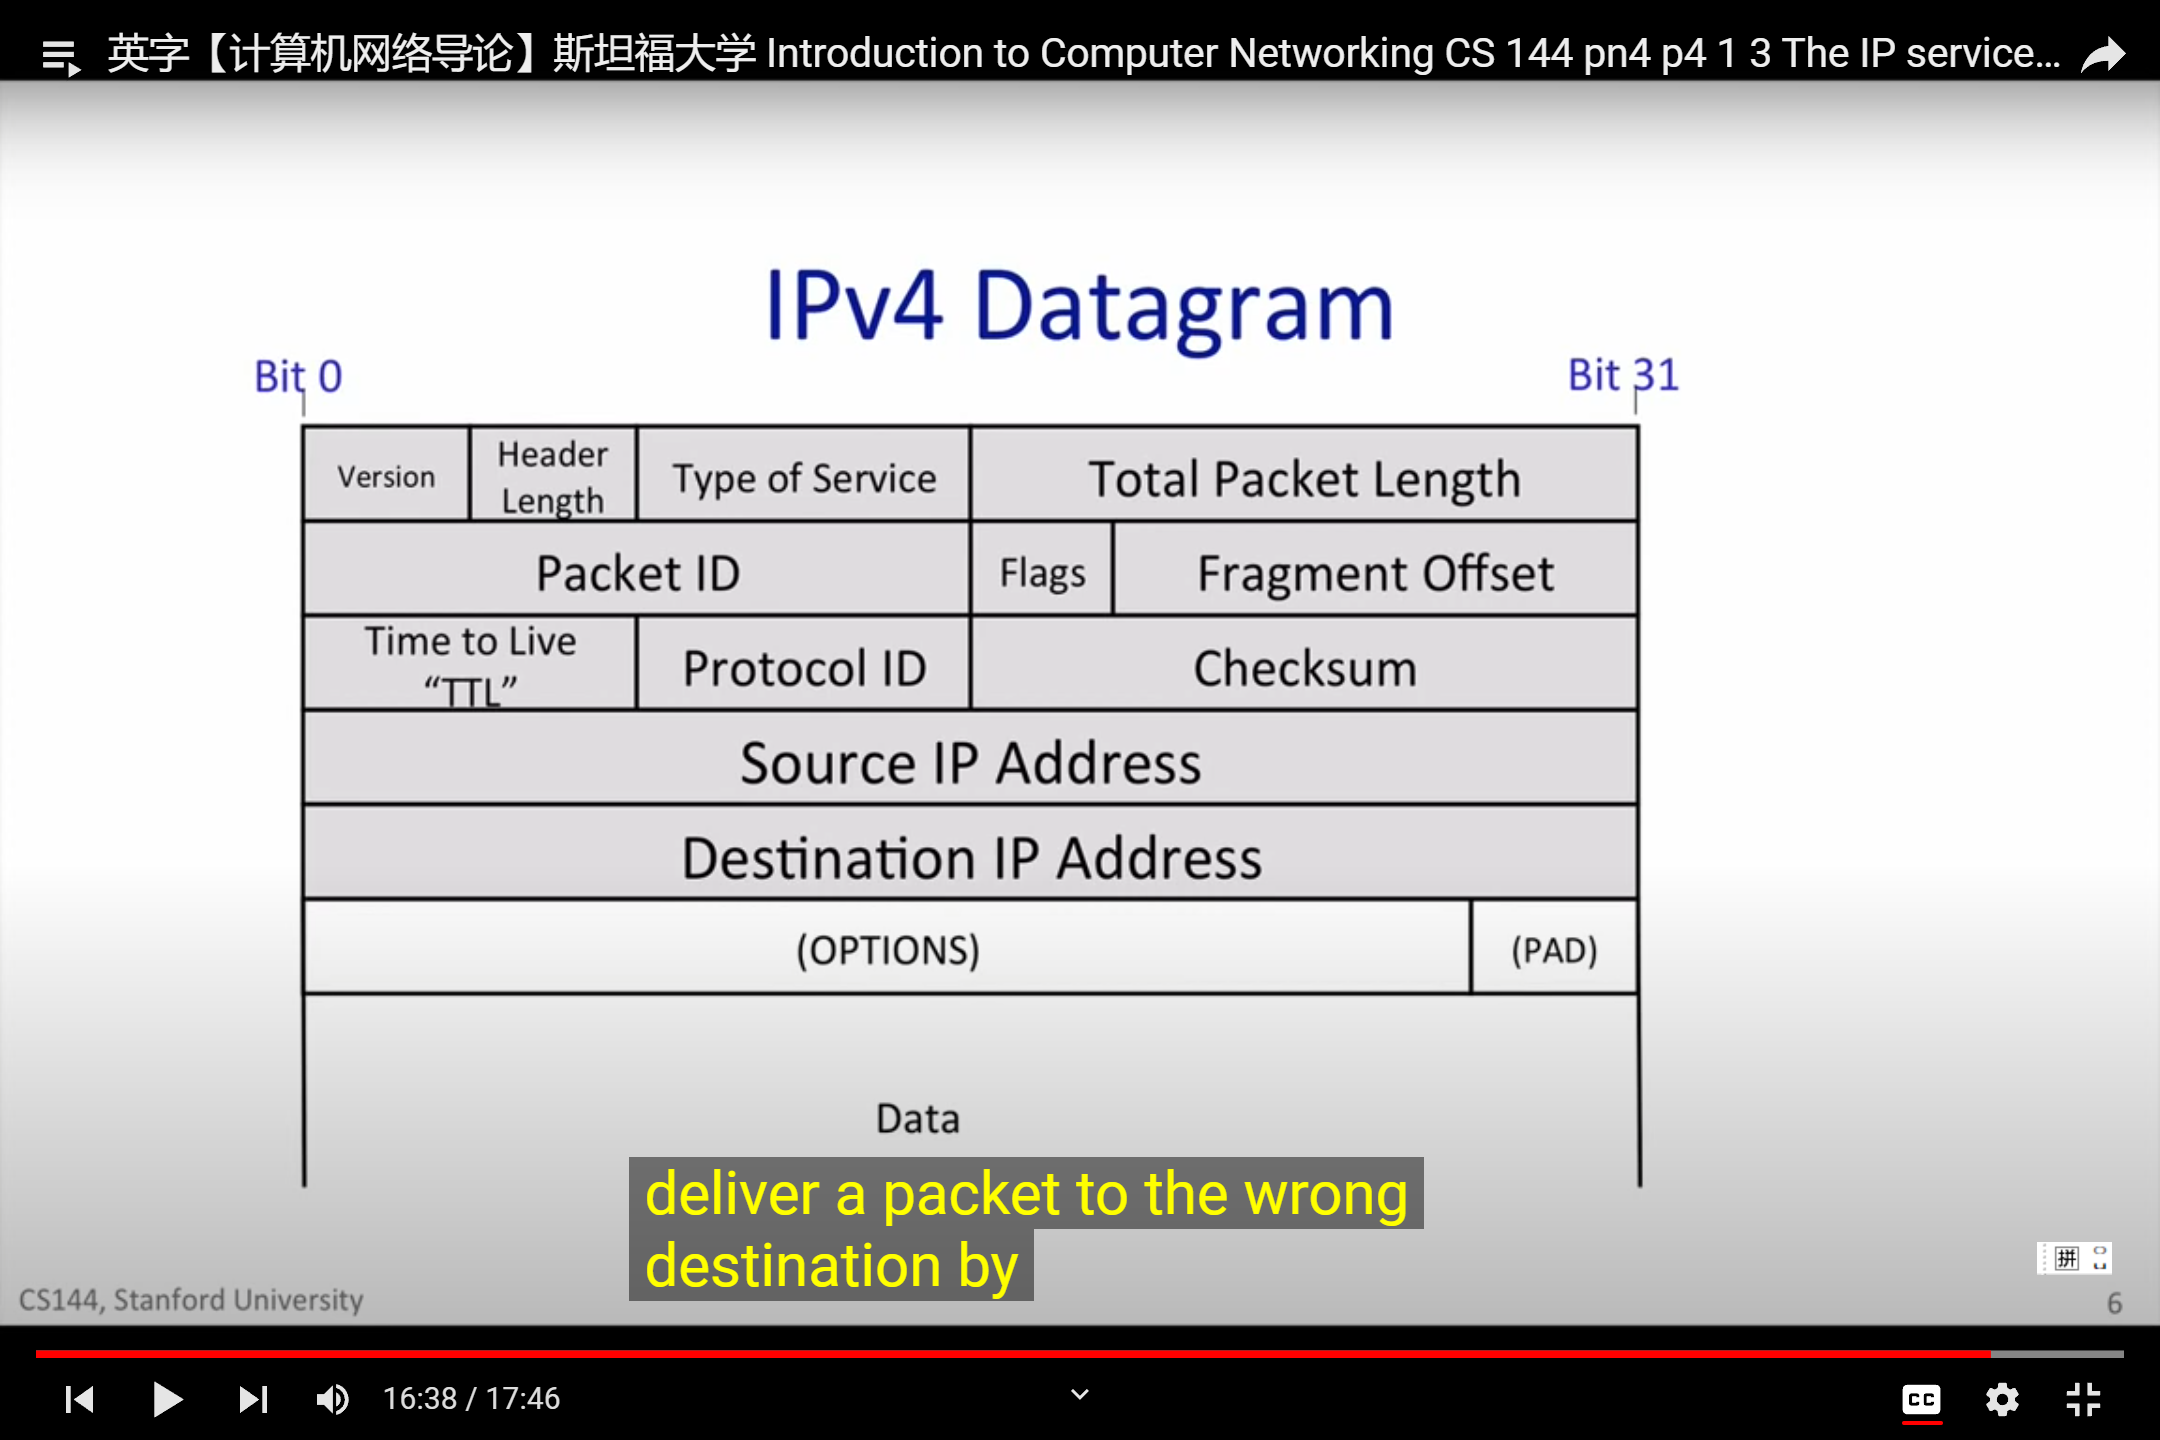 英字【计算机网络导论】斯坦福大学 Introduction to Computer Networking CS 144 pn4 p4 1 3 The IP service...
IPv4 Datagram
Bit 0
Bit 31
Version
Header
Length
Type of Service
Total Packet Length
Packet ID
Flags
Fragment Offset
Time to Live
“TTL”
Protocol ID
Checksum
Source IP Address
Destination IP Address
(OPTIONS)
(PAD)
Data
deliver a packet to the wrong
destination by
拼
CS144, Stanford University
6
16:38 / 17:46
CC